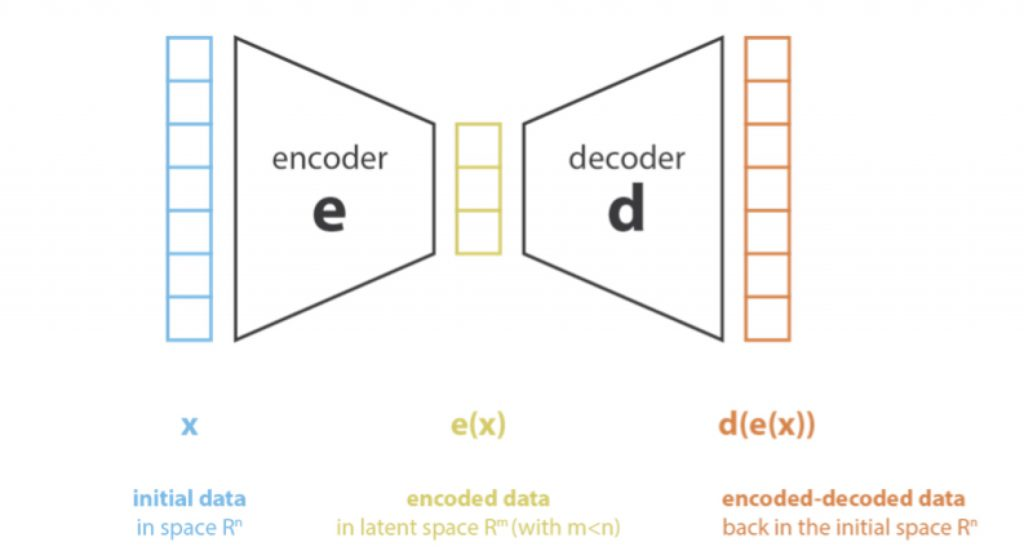 encoder
e
decoder
d
x
e(x)
d(e(x))
initial data
in space Rⁿ
encoded data
in latent space Rᵐ (with m<n)
encoded-decoded data
back in the initial space Rⁿ